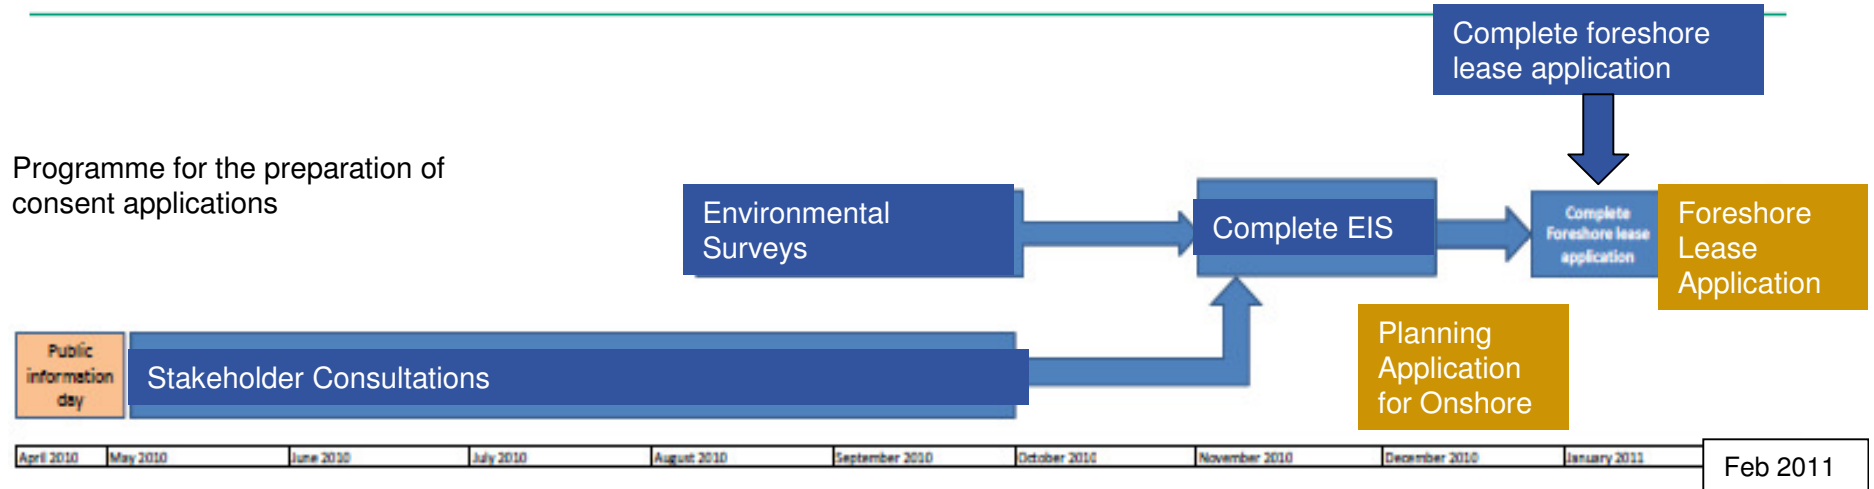 Complete foreshore
lease application
Programme for the preparation of
consent applications
Environmental
Surveys
Complete EIS
Complete
Foreshore lease
application
Foreshore
Lease
Application
Public
information
day
Stakeholder Consultations
Planning
Application
for Onshore
April 2010 May 2010 June 2010 July 2010 August 2010 September 2010 October 2010 November 2010 December 2010 January 2011 Feb 2011